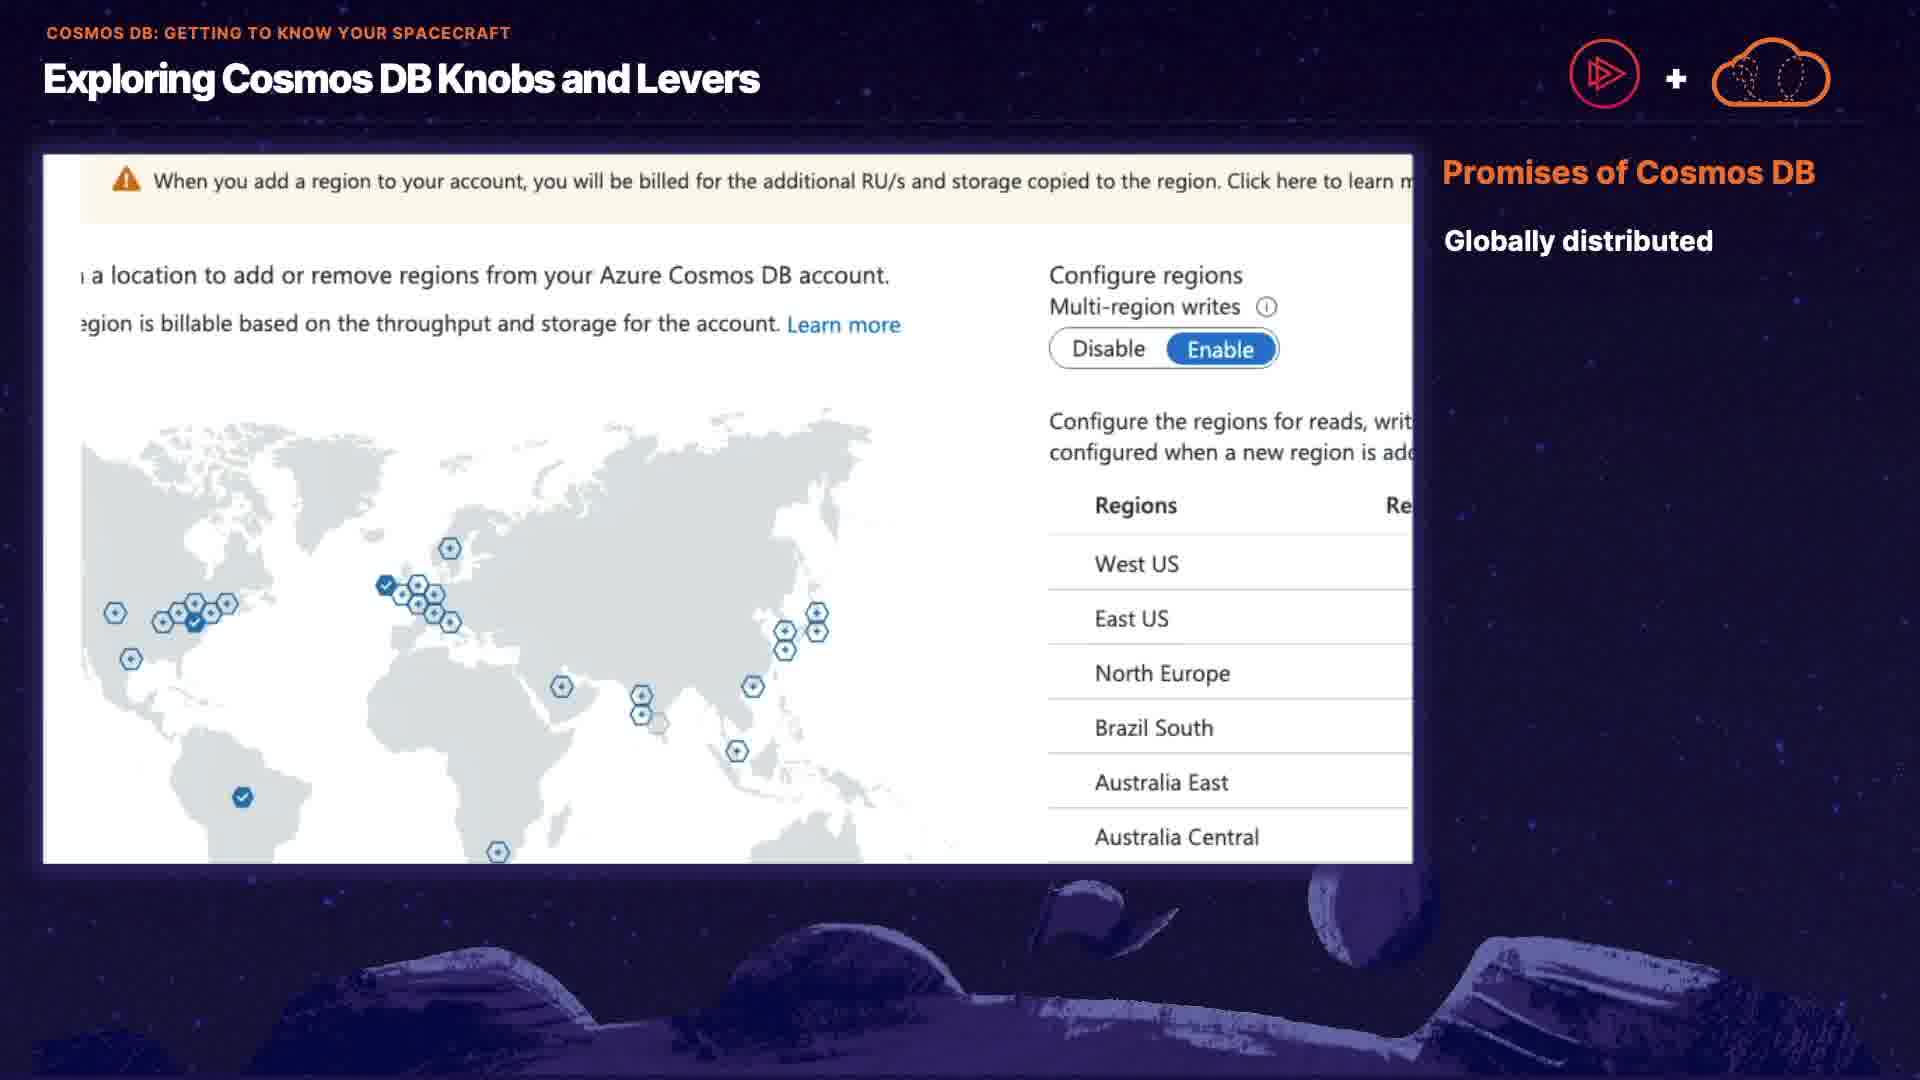 COSMOS DB: GETTING TO KNOW YOUR SPACECRAFT
Exploring Cosmos DB Knobs and Levers
+
When you add a region to your account, you will be billed for the additional RU/s and storage copied to the region. Click here to learn m
Promises of Cosmos DB
Globally distributed
a location to add or remove regions from your Azure Cosmos DB account.
egion is billable based on the throughput and storage for the account. Learn more
Configure regions
Multi-region writes
Disable Enable
Configure the regions for reads, writ
configured when a new region is add
Regions Re
West US
East US
North Europe
Brazil South
Australia East
Australia Central